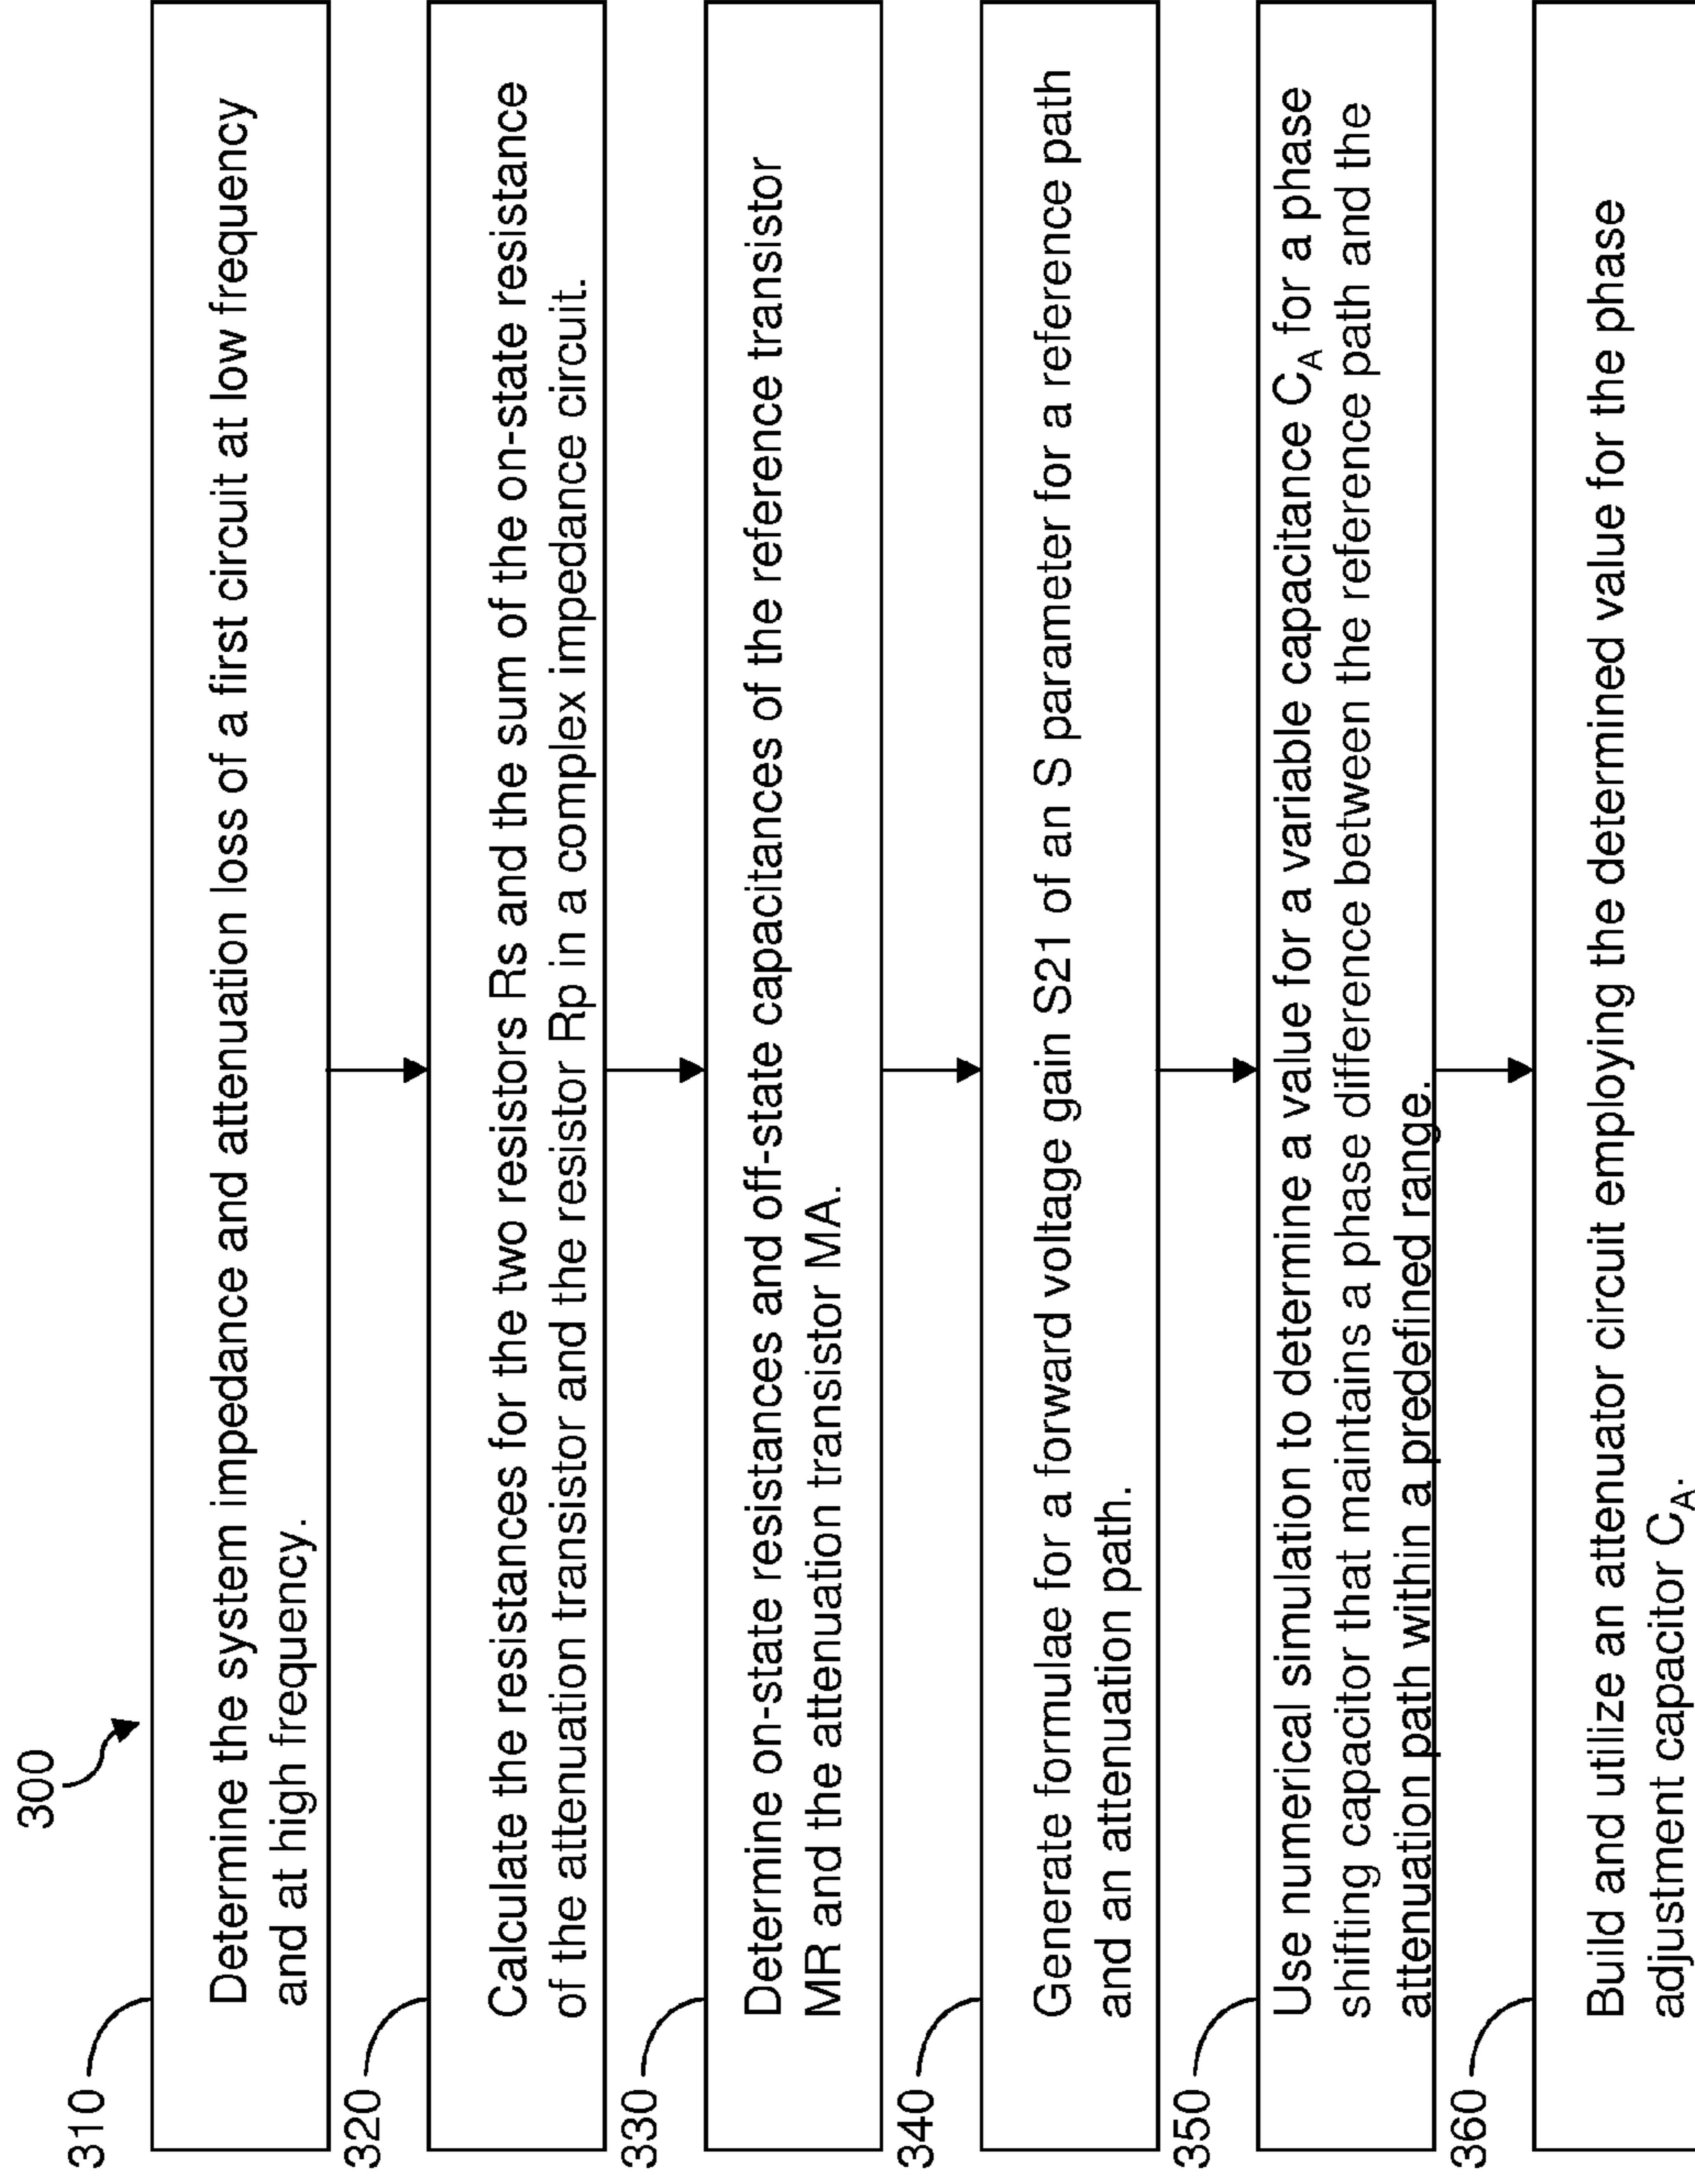 300
310
Determine the system impedance and attenuation loss of a first circuit at low frequency
and at high frequency.
320
Calculate the resistances for the two resistors Rs and the sum of the on-state resistance
of the attenuation transistor and the resistor Rp in a complex impedance circuit.
330
Determine on-state resistances and off-state capacitances of the reference transistor
MR and the attenuation transistor MA.
340
Generate formulae for a forward voltage gain S21 of an S parameter for a reference path
and an attenuation path.
350
Use numerical simulation to determine a value for a variable capacitance CA for a phase
shifting capacitor that maintains a phase difference between the reference path and the
attenuation path within a predefined range.
360
Build and utilize an attenuator circuit employing the determined value for the phase
adjustment capacitor CA.